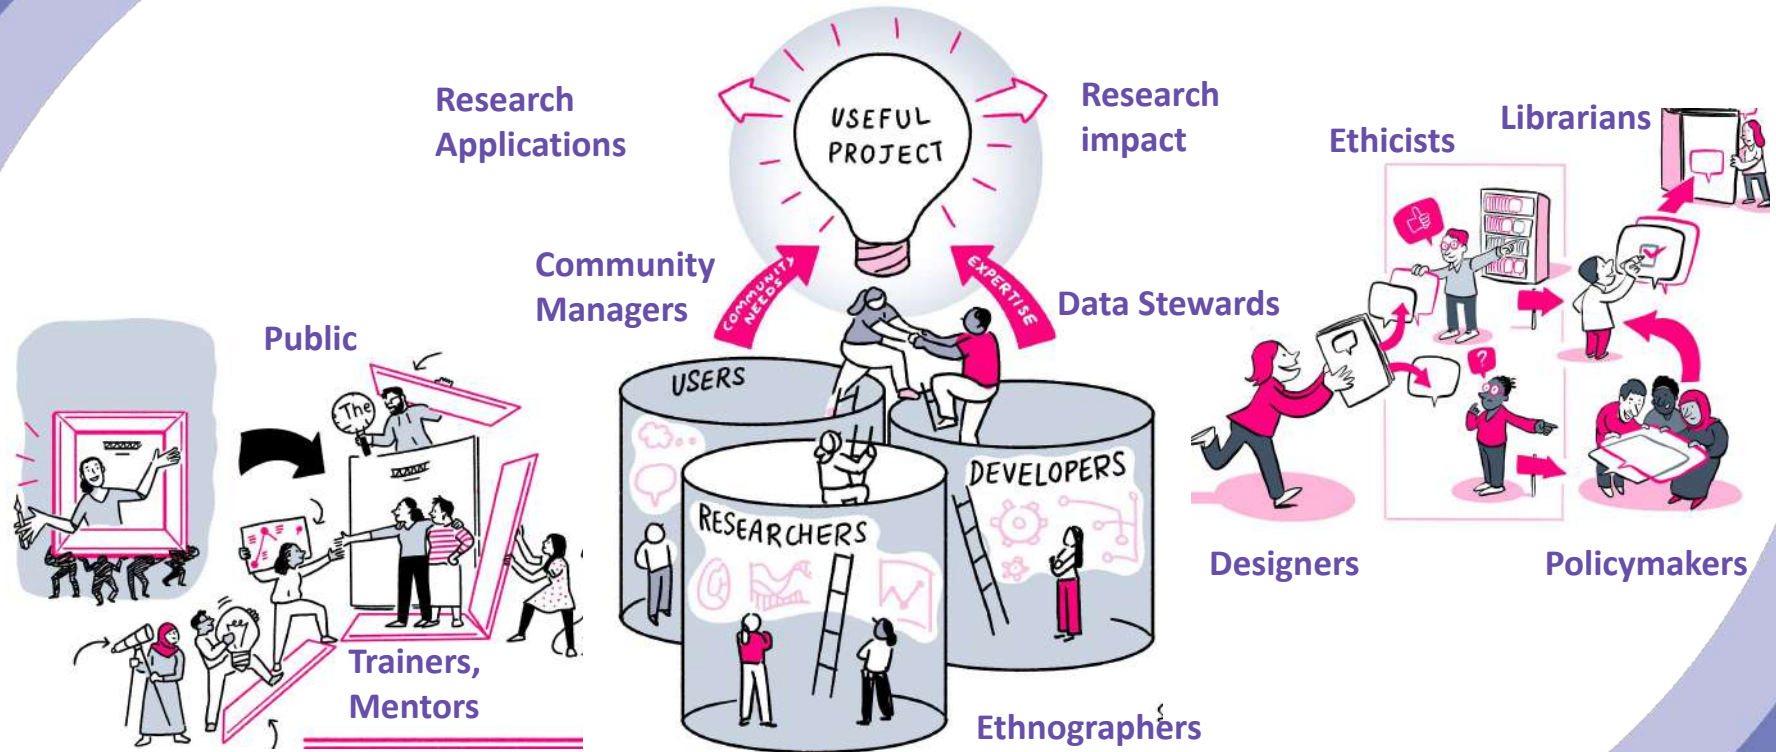 Research
Applications
USEFUL
PROJECT
Research
impact
Ethicists
Librarians
Community
Managers
COMMUNITY
NEEDS
EXPERTISE
Data Stewards
Public
The
USERS
DEVELOPERS
RESEARCHERS
?
Designers
Policymakers
Trainers,
Mentors
Ethnographers